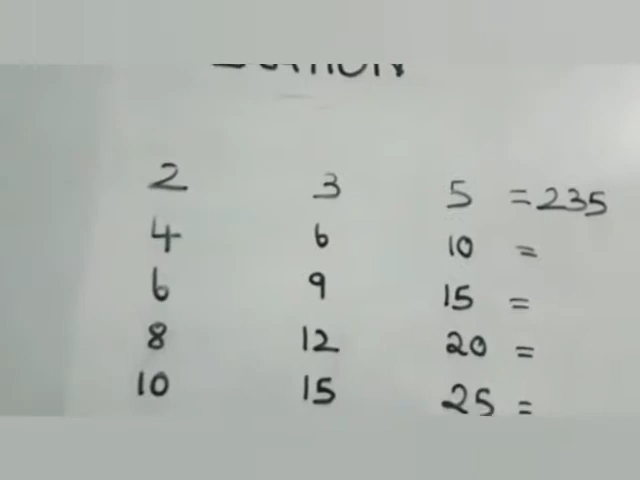 2 3 5 = 235
4 6 10 =
6 9 15 =
8 12 20 =
10 15 25 =